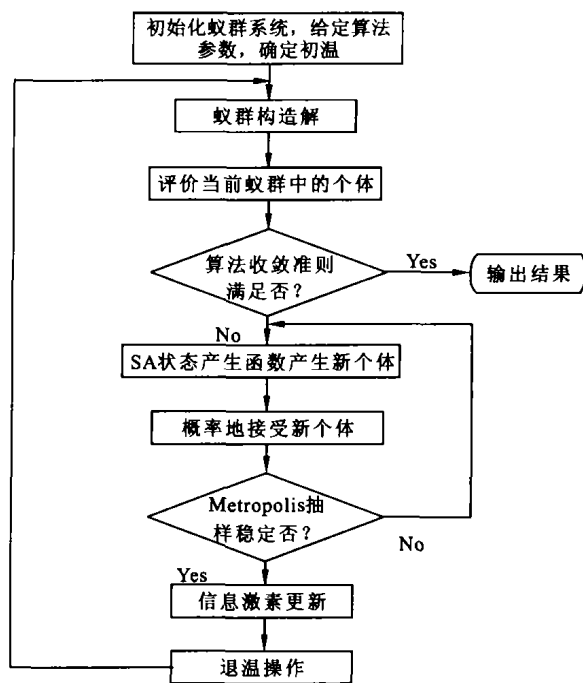 初始化蚁群系统，给定算法
参数，确定初温
蚁群构造解
评价当前蚁群中的个体
算法收敛准则
满足否？
Yes
输出结果
No
SA状态产生函数产生新个体
概率地接受新个体
Metropolis抽
样稳定否？
No
Yes
信息激素更新
退温操作